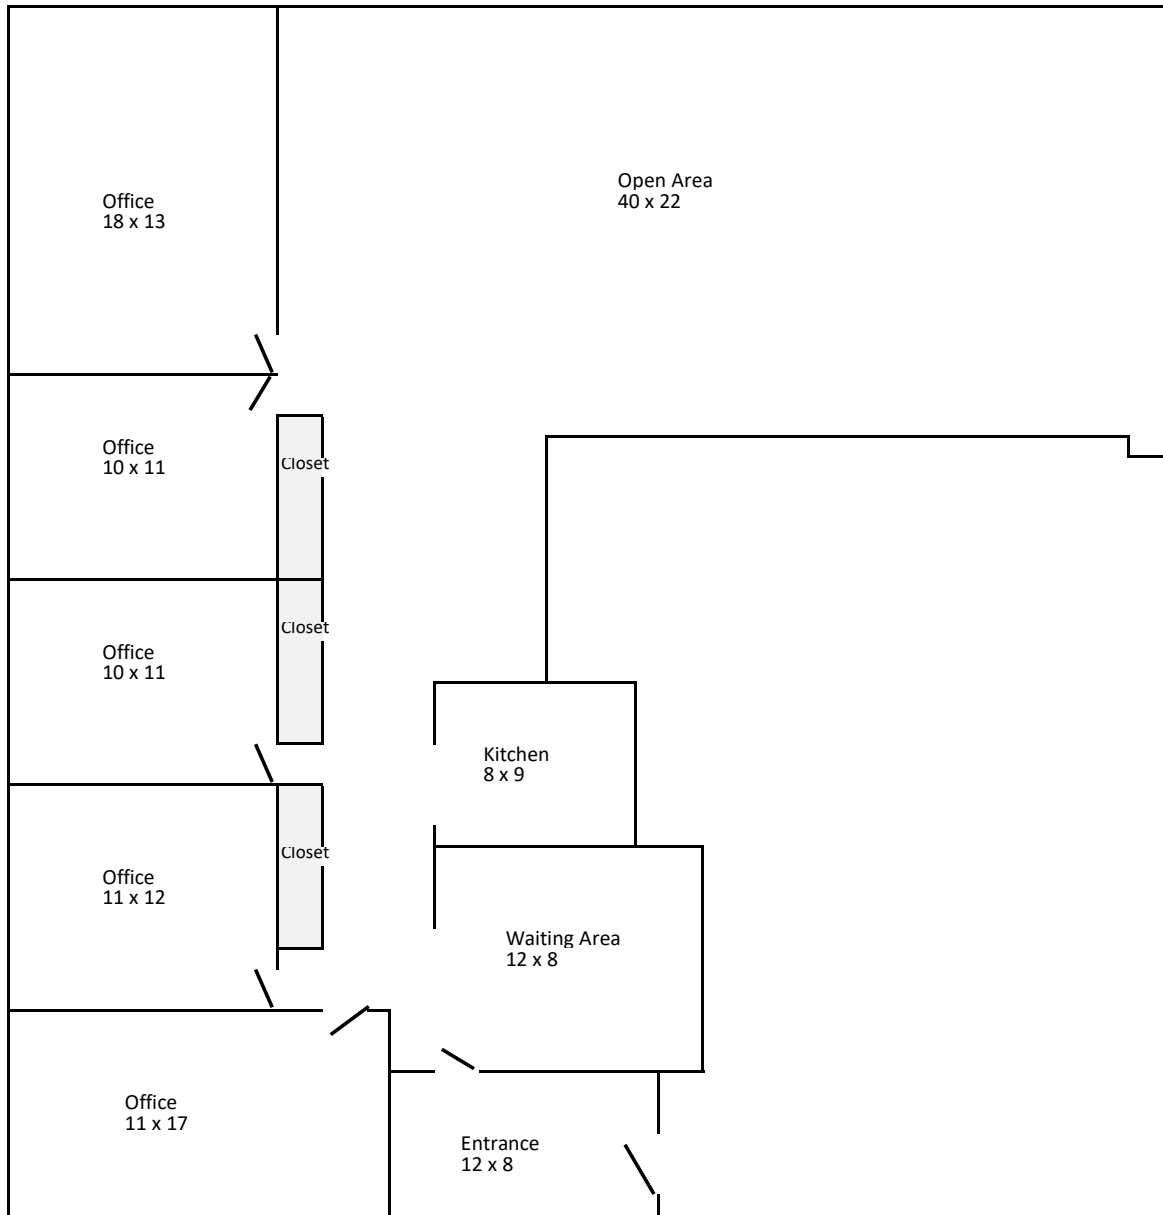 Open Area
40 x 22
Office
18 x 13
Office
10 x 11
Closet
Closet
Office
10 x 11
Kitchen
8 x 9
Closet
Office
11 x 12
Waiting Area
12 x 8
Office
11 x 17
Entrance
12 x 8